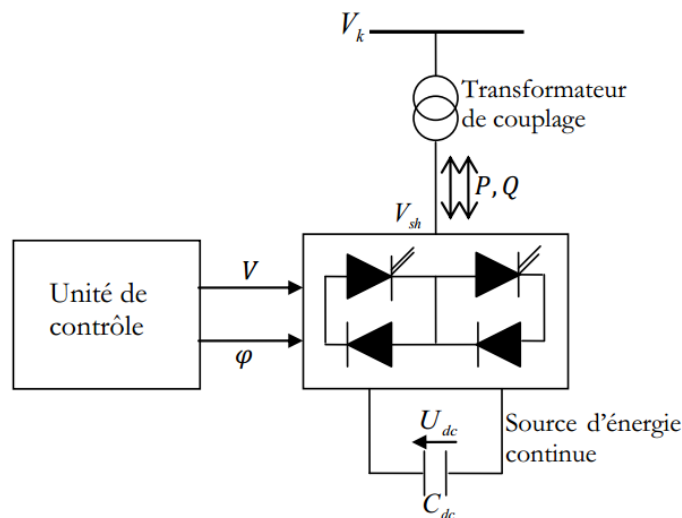 V_k
Transformateur
de couplage
P, Q
V_sh
V
Unité de
contrôle
φ
U_dc
Source d'énergie
continue
C_dc